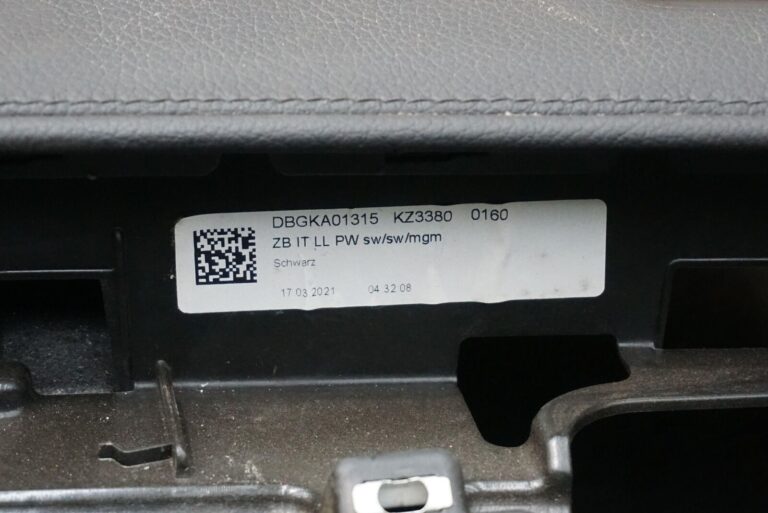 DBGKA01315 KZ3380 0160
ZB IT LL PW sw/sw/mgm
Schwarz
17.03.2021 04 32 08